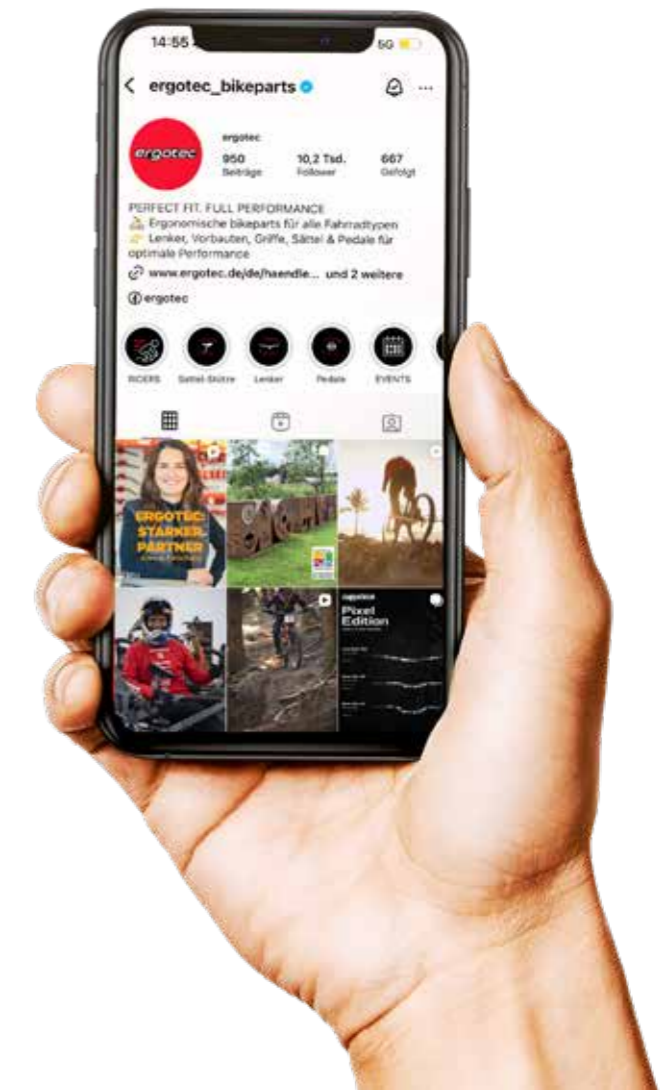 14:55
5G
ergotec_bikeparts
ergotec
ergotec
950 10,2 Tsd. 667
Beiträge Follower Gefolgt
PERFECT FIT. FULL PERFORMANCE
Ergonomische bikeparts für alle Fahrradtypen
Lenker, Vorbauten, Griffe, Sättel & Pedale für
optimale Performance
www.ergotec.de/de/haendle... und 2 weitere
ergotec
RIDERS Sattel-Stütze Lenker Pedale EVENTS
ERGOTEC:
STARKER
PARTNER
Pixel
Edition